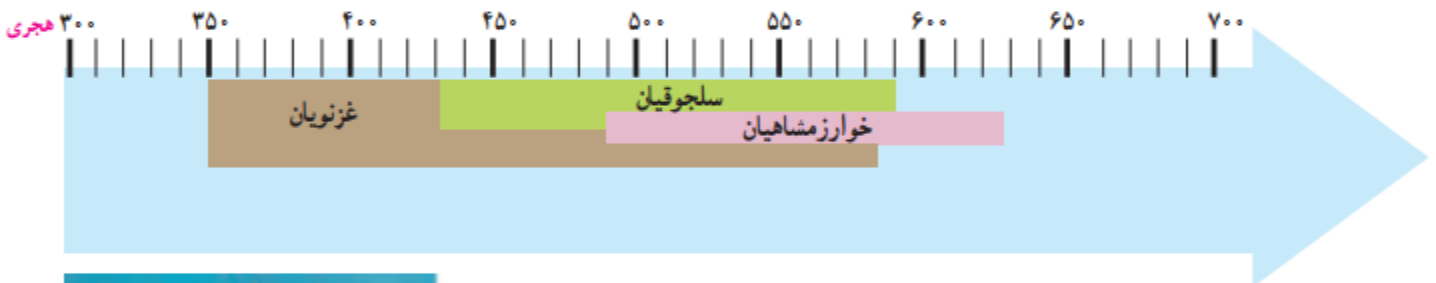 هجری ۳۰۰ ۳۵۰ ۴۰۰ ۴۵۰ ۵۰۰ ۵۵۰ ۶۰۰ ۶۵۰ ۷۰۰
سلجوقیان
غزنویان
خوارزمشاهیان